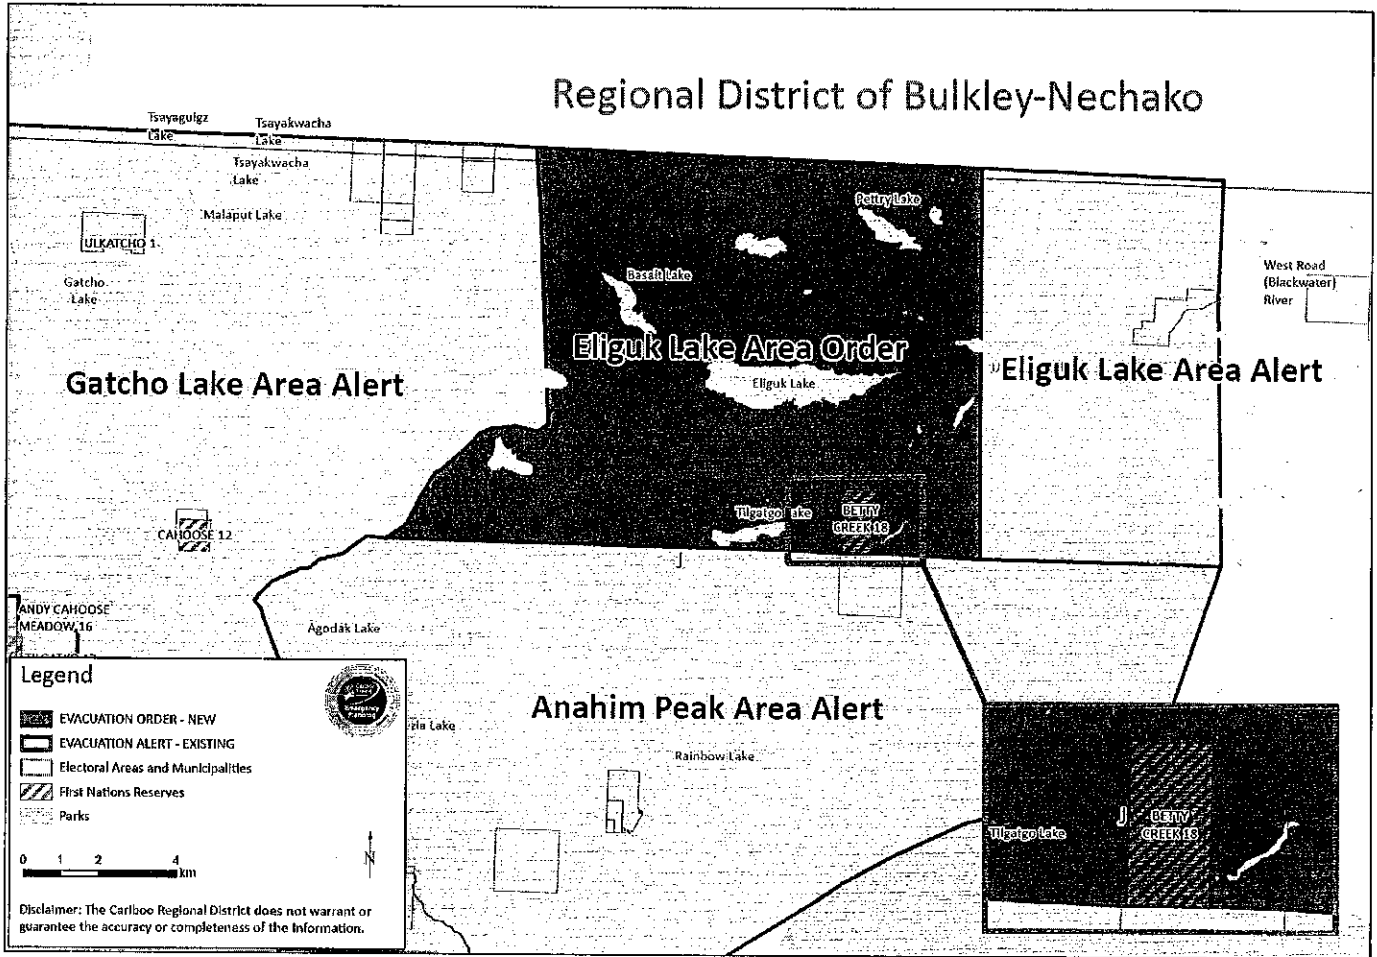 Regional District of Bulkley-Nechako
Tsayagulgz
Lake
Tsayakwacha
Lake
Tsayakwacha
Lake
Malaput Lake
ULKATCHO 1
Gatcho
Lake
Pettry Lake
Basalt Lake
West Road
(Blackwater)
River
Eliguk Lake Area Order
Eliguk Lake
Gatcho Lake Area Alert
Eliguk Lake Area Alert
Tilgatgo Lake
BETTY
CREEK 18
CAHOOSE 12
ANDY CAHOOSE
MEADOW 16
Agodak Lake
Anahim Peak Area Alert
Rainbow Lake
Lake
J
Tilgatgo Lake
J
BETTY
CREEK 18
Legend
EVACUATION ORDER - NEW
EVACUATION ALERT - EXISTING
Electoral Areas and Municipalities
First Nations Reserves
Parks
0 1 2 4
km
N
Disclaimer: The Cariboo Regional District does not warrant or
guarantee the accuracy or completeness of the information.